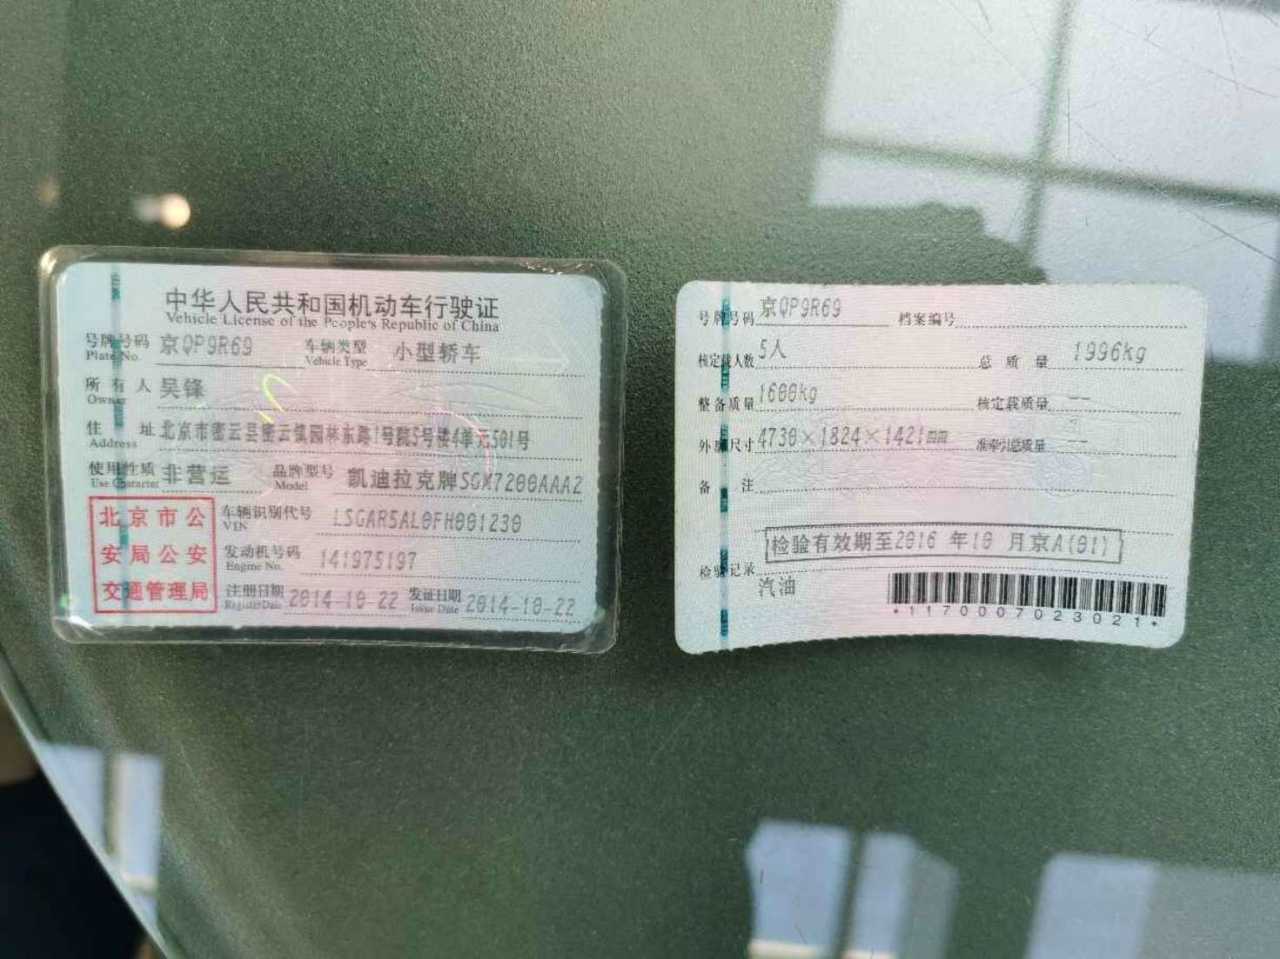 中华人民共和国机动车行驶证
Vehicle License of the People's Republic of China
号牌号码 京QP9R69 车辆类型 小型轿车
Plate No. Vehicle Type
所有人 吴锋
Owner
住址 北京市密云县密云镇园林东路1号院5号楼4单元501号
Address
使用性质 非营运 品牌型号 凯迪拉克牌SGM7200AAA2
Use Character Model
北京市公
安局公安
交通管理局
车辆识别代号 LSGAR5AL0FH001230
VIN
发动机号码 141975197
Engine No.
注册日期 2014-10-22 发证日期 2014-10-22
Register Date Issue Date
号牌号码 京QP9R69 档案编号
核定载人数 5人 总质量 1996kg
整备质量 1600kg 核定载质量 --
外廓尺寸 4730×1824×1421mm 准牵引总质量 --
备注
检验有效期至2016 年10 月京A(01)
检验记录
汽油
*1170007023021*